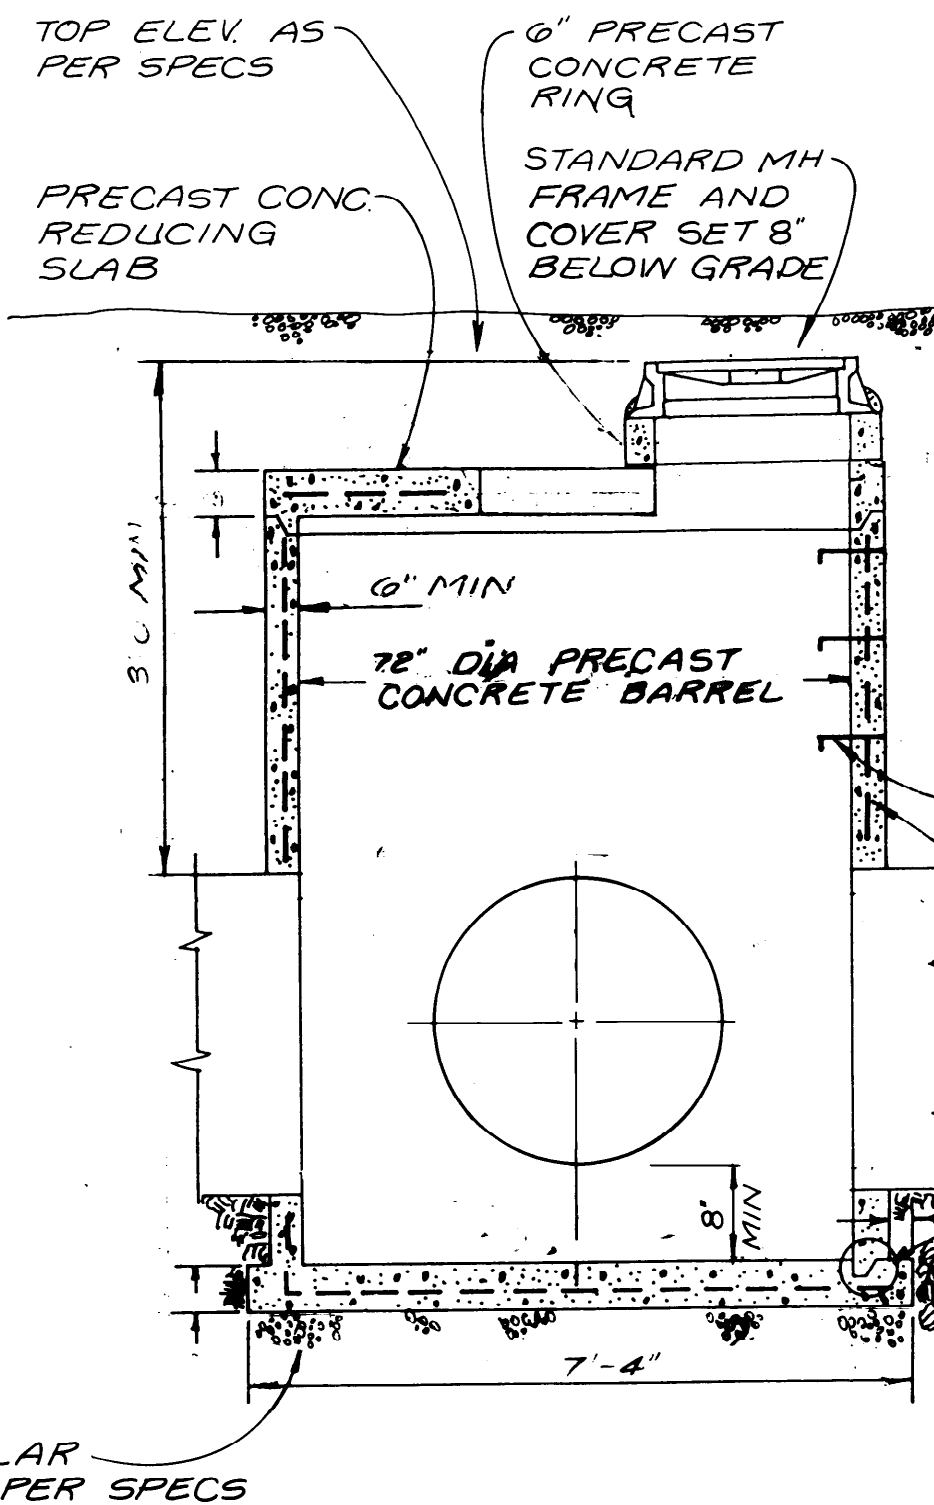 TOP ELEV. AS
PER SPECS
6" PRECAST
CONCRETE
RING
STANDARD MH
FRAME AND
COVER SET 8"
BELOW GRADE
PRECAST CONC.
REDUCING
SLAB
6" MIN
72" DIA PRECAST
CONCRETE BARREL
8"
MIN
7'-4"
LAR
PER SPECS